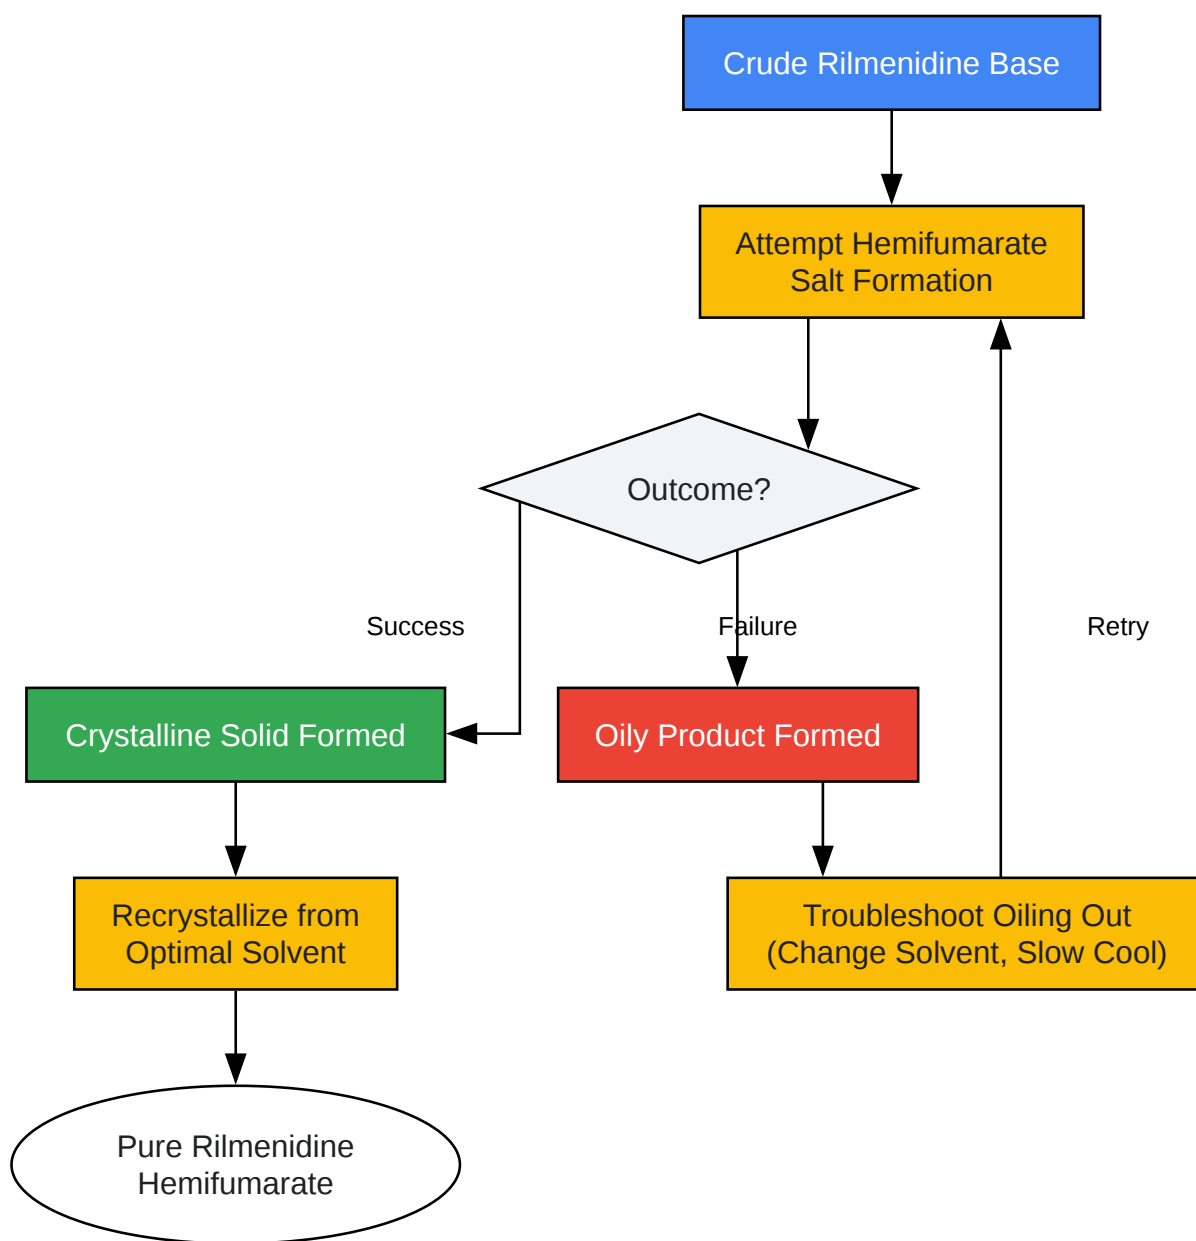 Crude Rilmenidine Base
Attempt Hemifumarate
Salt Formation
Outcome?
Success
Failure
Retry
Crystalline Solid Formed
Oily Product Formed
Recrystallize from
Optimal Solvent
Troubleshoot Oiling Out
(Change Solvent, Slow Cool)
Pure Rilmenidine
Hemifumarate